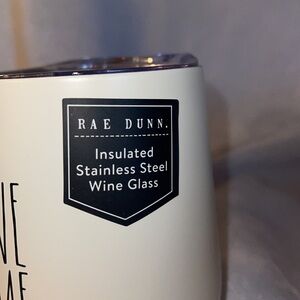 RAE DUNN.
Insulated
Stainless Steel
Wine Glass